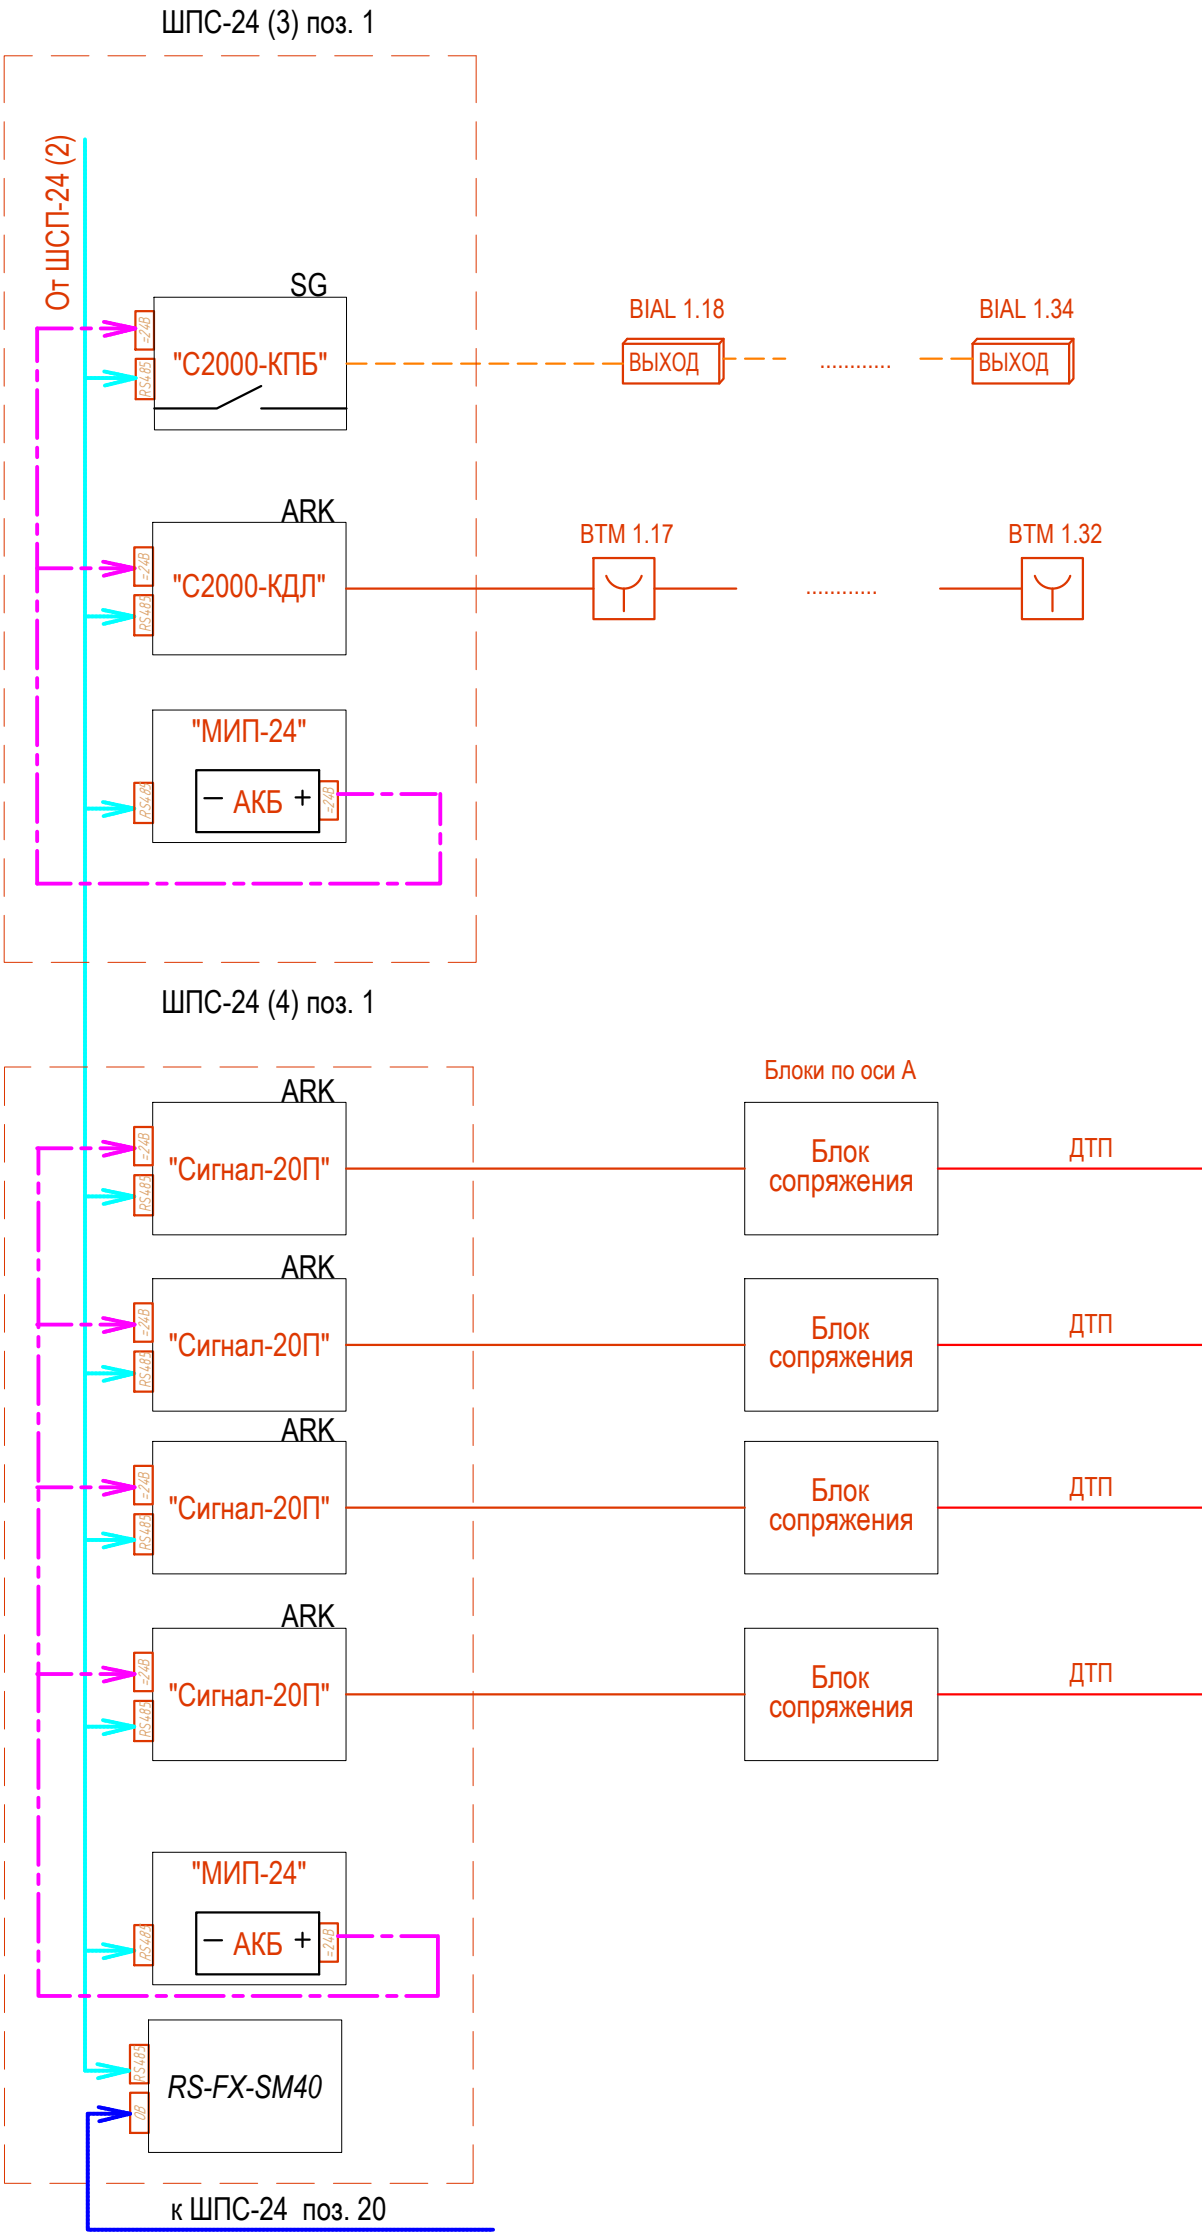 ШПС-24 (3) поз. 1
От ШСП-24 (2)
SG
=24В
"С2000-КПБ"
RS485
BIAL 1.18
BIAL 1.34
ВЫХОД
............
ВЫХОД
ARK
=24В
"С2000-КДЛ"
RS485
BTM 1.17
BTM 1.32
............
"МИП-24"
RS485
– АКБ +
=24В
ШПС-24 (4) поз. 1
Блоки по оси А
ARK
=24В
"Сигнал-20П"
RS485
Блок
сопряжения
ДТП
ARK
=24В
"Сигнал-20П"
RS485
Блок
сопряжения
ДТП
ARK
=24В
"Сигнал-20П"
RS485
Блок
сопряжения
ДТП
ARK
=24В
"Сигнал-20П"
RS485
Блок
сопряжения
ДТП
"МИП-24"
RS485
– АКБ +
=24В
RS485
RS-FX-SM40
ОВ
к ШПС-24 поз. 20